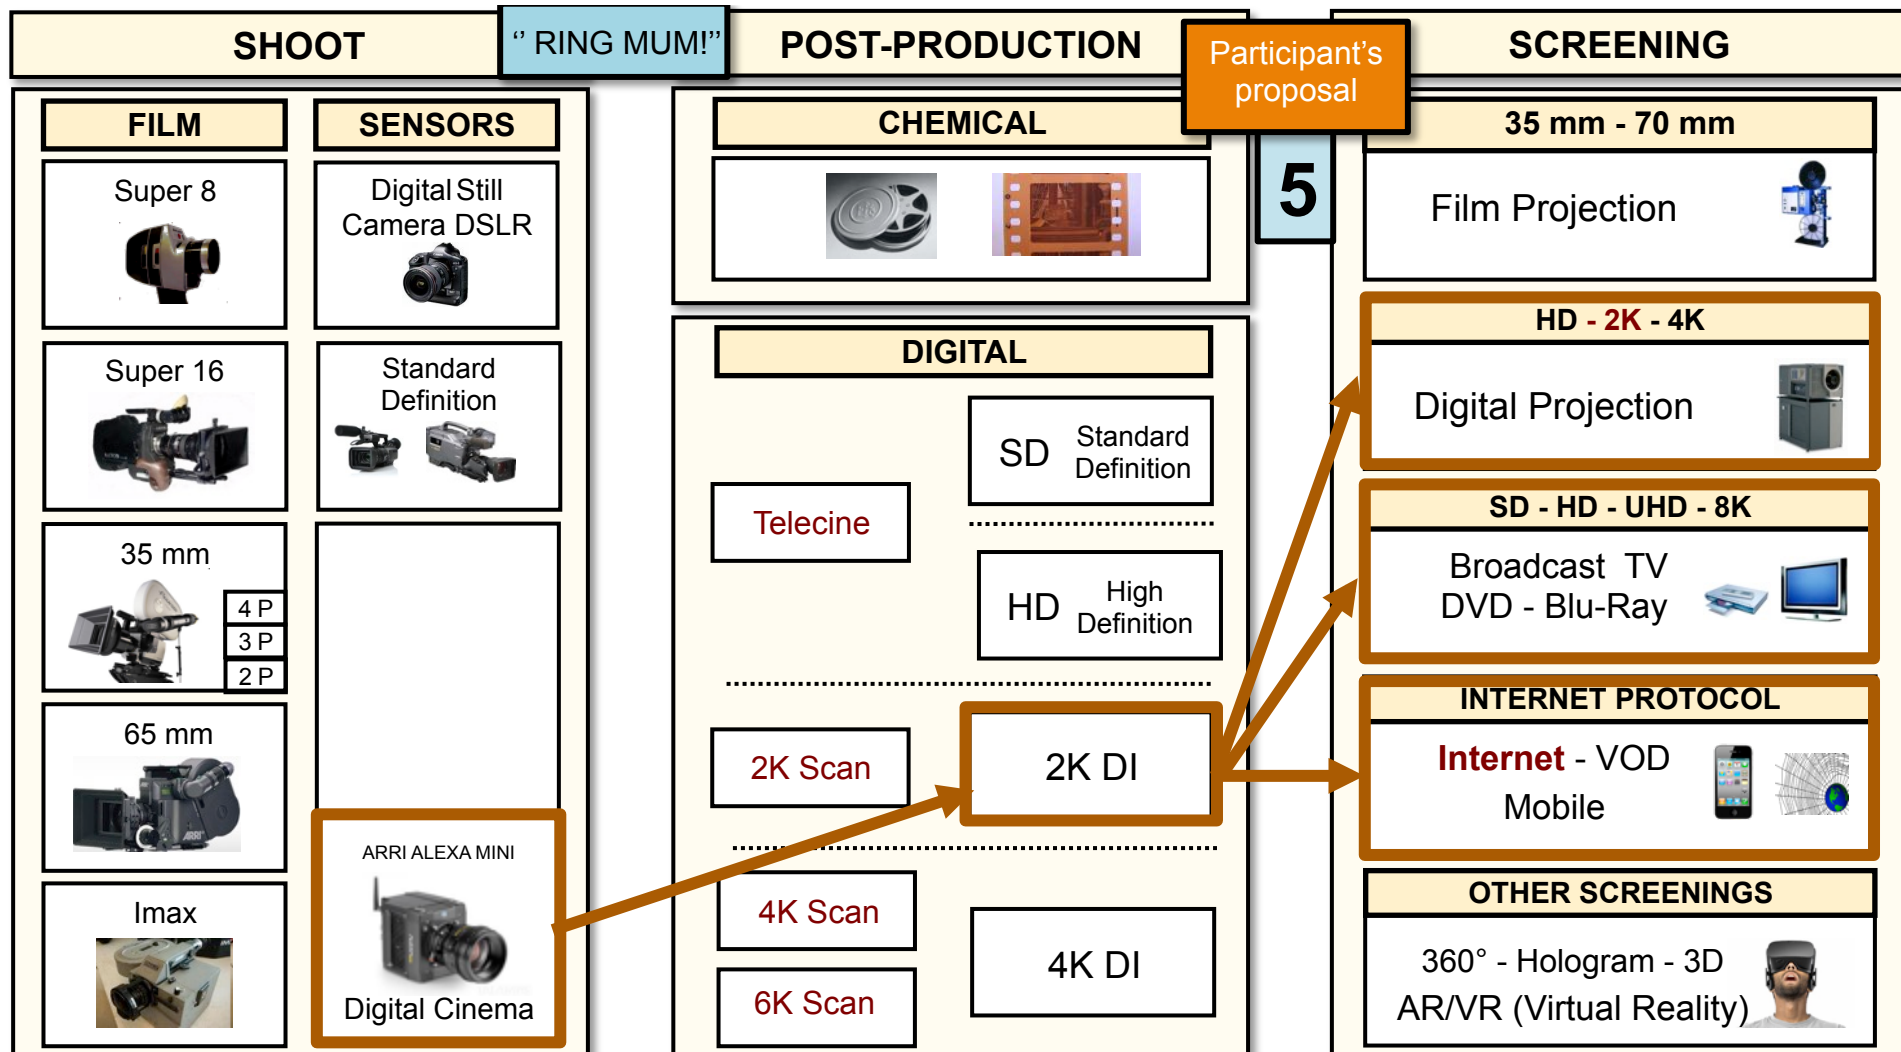 SHOOT
‘’ RING MUM!’’
POST-PRODUCTION
Participant’s
proposal
SCREENING
FILM
Super 8
Super 16
35 mm
4 P
3 P
2 P
65 mm
ARRI
Imax
SENSORS
Digital Still
Camera DSLR
Standard
Definition
ARRI ALEXA MINI
Digital Cinema
CHEMICAL
5
DIGITAL
SD Standard
Definition
Telecine
HD High
Definition
2K Scan
2K DI
4K Scan
4K DI
6K Scan
35 mm - 70 mm
Film Projection
HD - 2K - 4K
Digital Projection
SD - HD - UHD - 8K
Broadcast TV
DVD - Blu-Ray
INTERNET PROTOCOL
Internet - VOD
Mobile
OTHER SCREENINGS
360° - Hologram - 3D
AR/VR (Virtual Reality)